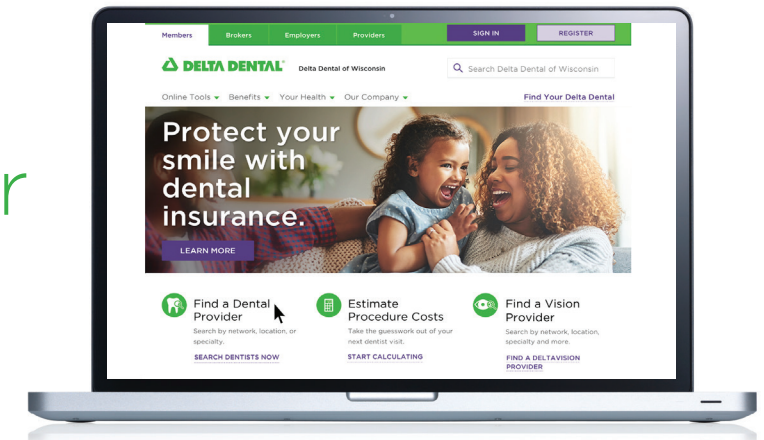 r
Members Brokers Employers Providers SIGN IN REGISTER
DELTA DENTAL® Delta Dental of Wisconsin Search Delta Dental of Wisconsin
Online Tools Benefits Your Health Our Company Find Your Delta Dental
Protect your
smile with
dental
insurance.
LEARN MORE
Find a Dental
Provider
Search by network, location, or
specialty.
SEARCH DENTISTS NOW
Estimate
Procedure Costs
Take the guesswork out of your
next dentist visit.
START CALCULATING
Find a Vision
Provider
Search by network, location,
specialty and more.
FIND A DELTAVISION
PROVIDER